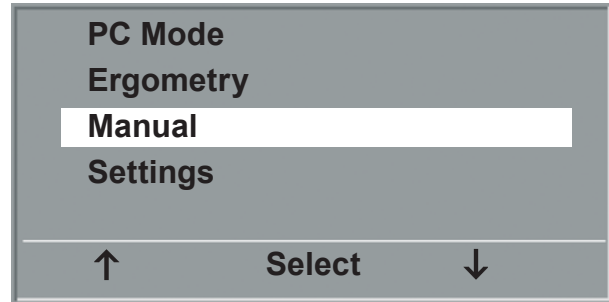 PC Mode
Ergometry
Manual
Settings
↑ Select ↓